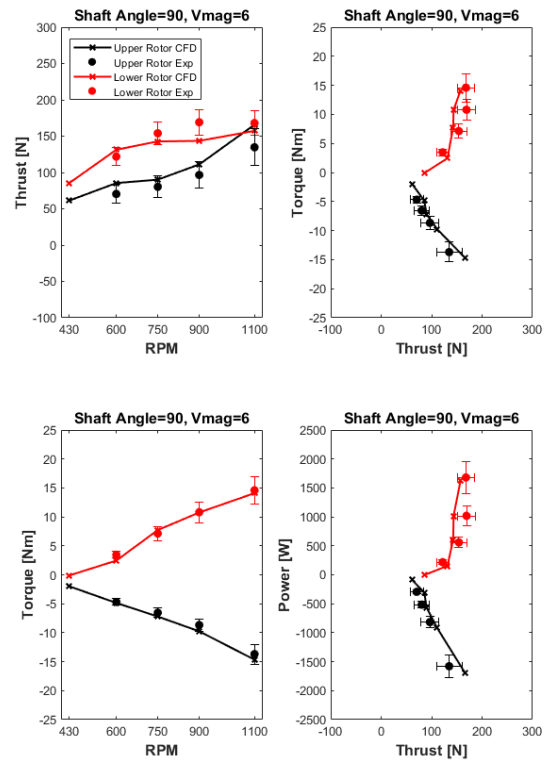 Shaft Angle=90, Vmag=6
Thrust [N]
300
250
200
150
100
50
0
50
-100
Upper Rotor CFD
Upper Rotor Exp
Lower Rotor CFD
Lower Rotor Exp
430 600 750 900 1100
RPM
Shaft Angle=90, Vmag=6
Torque [Nm]
25
20
15
10
5
0
-5
-10
-15
-20
-25
-100 0 100 200 300
Thrust [N]
Shaft Angle=90, Vmag=6
Torque [Nm]
25
20
15
10
5
0
-5
-10
-15
-20
-25
430 600 750 900 1100
RPM
Shaft Angle=90, Vmag=6
Power [W]
2500
2000
1500
1000
500
0
-500
-1000
-1500
2000
2500
-100 0 100 200 300
Thrust [N]